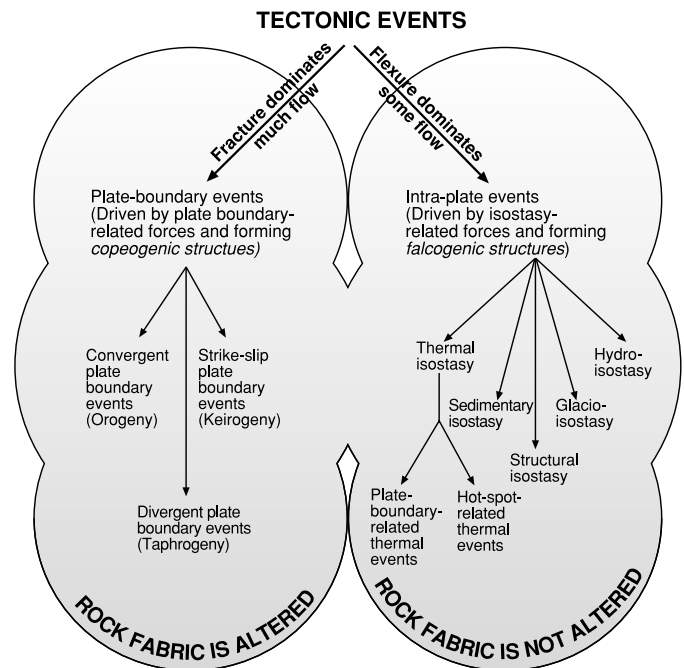 TECTONIC EVENTS
Fracture dominates
much flow
Flexure dominates
some flow
Plate-boundary events
(Driven by plate boundary-
related forces and forming
copeogenic structues)
Intra-plate events
(Driven by isostasy-
related forces and forming
falcogenic structures)
Convergent
plate
boundary
events
(Orogeny)
Strike-slip
plate
boundary
events
(Keirogeny)
Divergent plate
boundary events
(Taphrogeny)
Thermal
isostasy
Hydro-
isostasy
Sedimentary
isostasy
Glacio-
isostasy
Structural
isostasy
Plate-
boundary-
related
thermal
events
Hot-spot-
related
thermal
events
ROCK FABRIC IS ALTERED
ROCK FABRIC IS NOT ALTERED